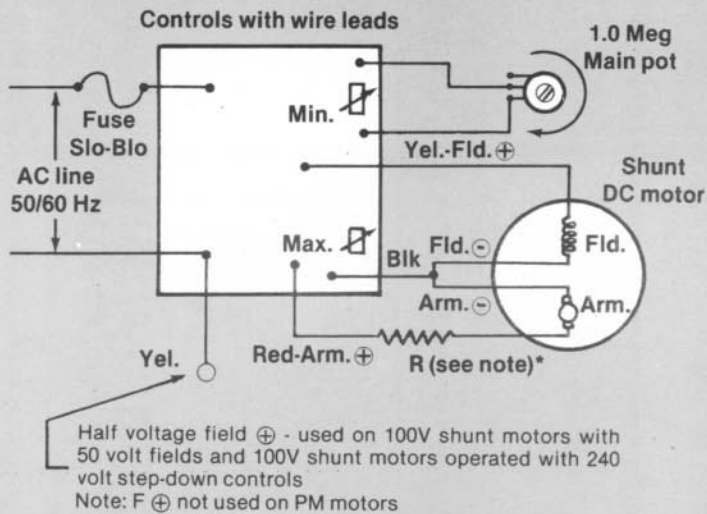 Controls with wire leads
1.0 Meg
Main pot
Fuse
Slo-Blo
Min.
Yel.-Fld. ⊕
AC line
50/60 Hz
Shunt
DC motor
Max.
Blk
Fld. ⊖
Fld.
Arm. ⊖
Arm.
Yel.
Red-Arm. ⊕
R (see note)*
Half voltage field ⊕ - used on 100V shunt motors with
50 volt fields and 100V shunt motors operated with 240
volt step-down controls
Note: F ⊕ not used on PM motors